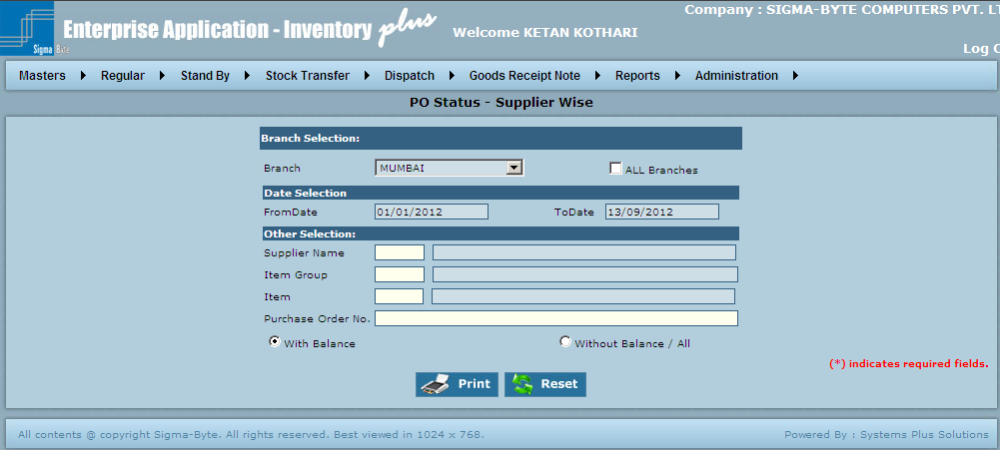 Company : SIGMA-BYTE COMPUTERS PVT. LT
Enterprise Application - Inventory plus
Welcome KETAN KOTHARI
Sigma Byte
Log O
Masters Regular Stand By Stock Transfer Dispatch Goods Receipt Note Reports Administration
PO Status - Supplier Wise
Branch Selection:
Branch MUMBAI ALL Branches
Date Selection
FromDate 01/01/2012 ToDate 13/09/2012
Other Selection:
Supplier Name
Item Group
Item
Purchase Order No.
With Balance Without Balance / All
(*) indicates required fields.
Print Reset
All contents @ copyright Sigma-Byte. All rights reserved. Best viewed in 1024 x 768. Powered By : Systems Plus Solutions